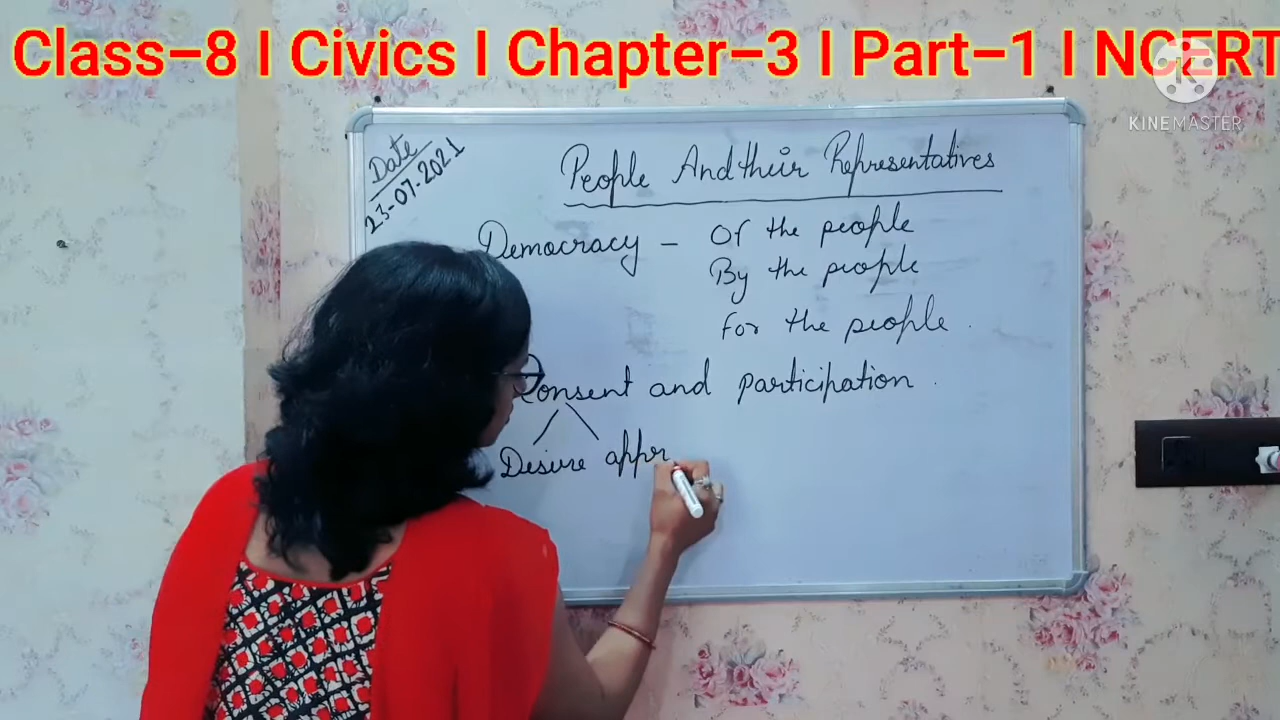 Class–8 I Civics I Chapter–3 I Part–1 I NCERT
KINEMASTER
Date
23-07-2021
People And their Representatives
Democracy – Of the people
By the people
For the people.
Consent and participation.
Desire appr